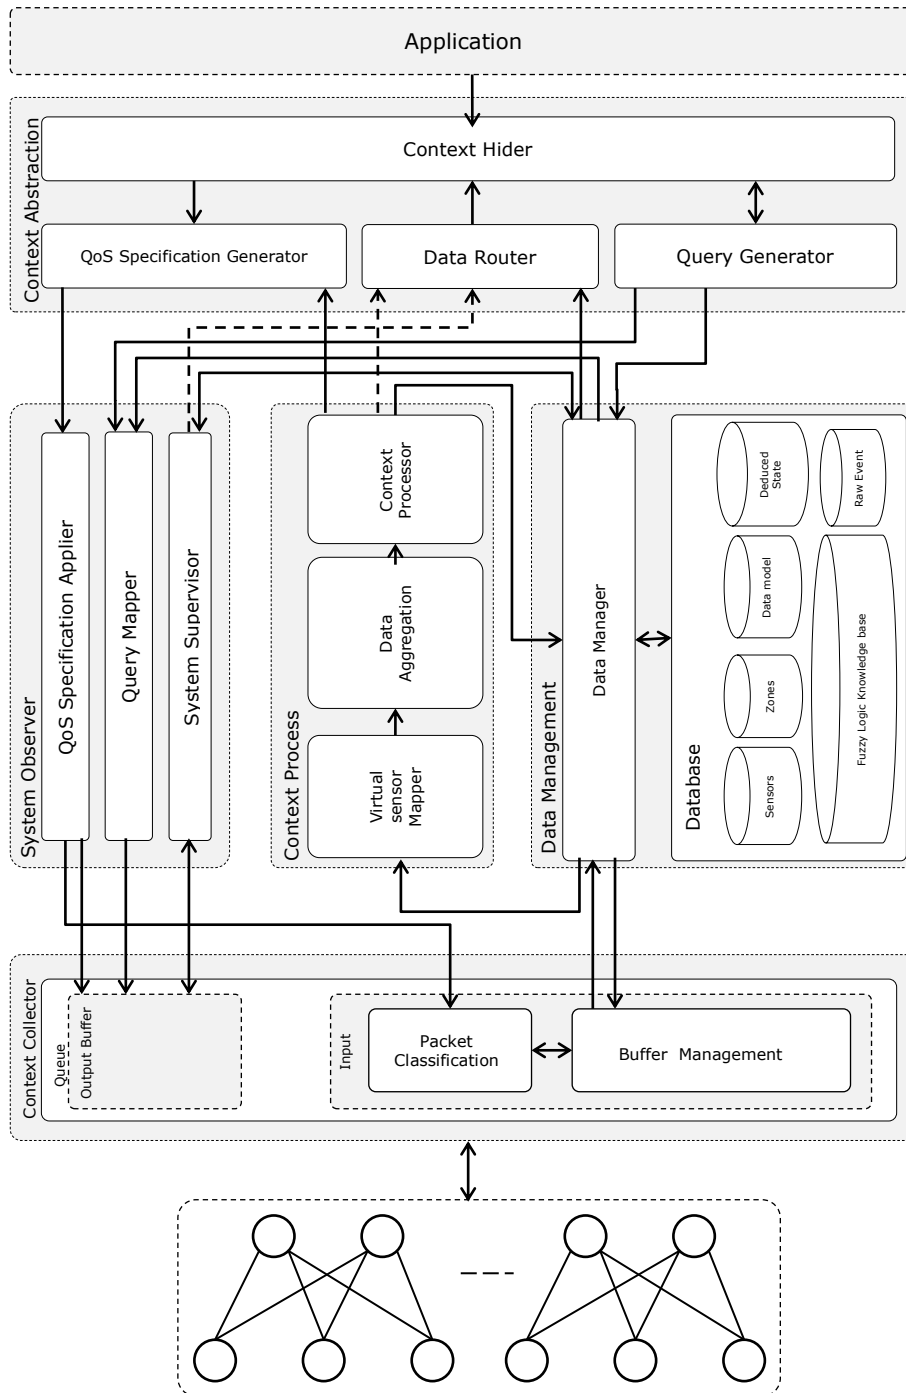 Application
Context Abstraction
Context Hider
QoS Specification Generator
Data Router
Query Generator
System Observer
QoS Specification Applier
Query Mapper
System Supervisor
Context Process
Context
Processor
Data
Aggregation
Virtual
sensor
Mapper
Data Management
Data Manager
Database
Deduced
State
Raw Event
Data model
Zones
Sensors
Fuzzy Logic Knowledge base
Context Collector
Queue
Output Buffer
Input
Packet
Classification
Buffer Management